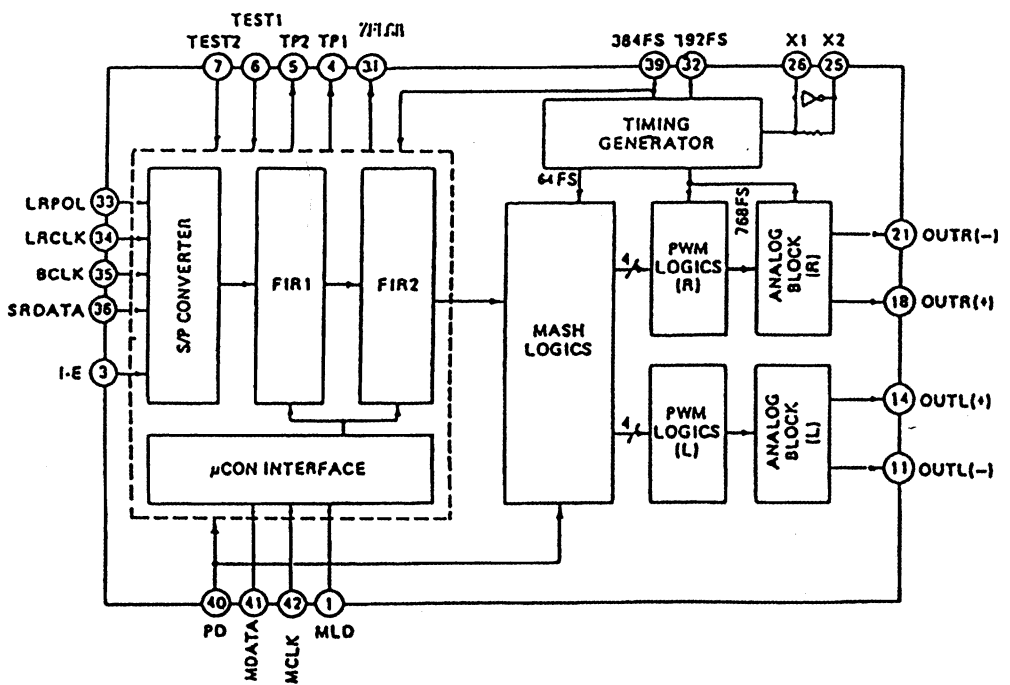 TEST1
TEST2
TP2
TP1
384FS
192FS
X1
X2
7
6
5
4
31
39
32
26
25
TIMING
GENERATOR
64FS
768FS
LRPOL
33
LRCLK
34
BCLK
35
SRDATA
36
I·E
3
S/P CONVERTER
FIR1
FIR2
MASH
LOGICS
4
PWM
LOGICS
(R)
ANALOG
BLOCK
(R)
21
OUTR(−)
18
OUTR(+)
4
PWM
LOGICS
(L)
ANALOG
BLOCK
(L)
14
OUTL(+)
11
OUTL(−)
μCON INTERFACE
40
41
42
1
PD
MDATA
MCLK
MLD